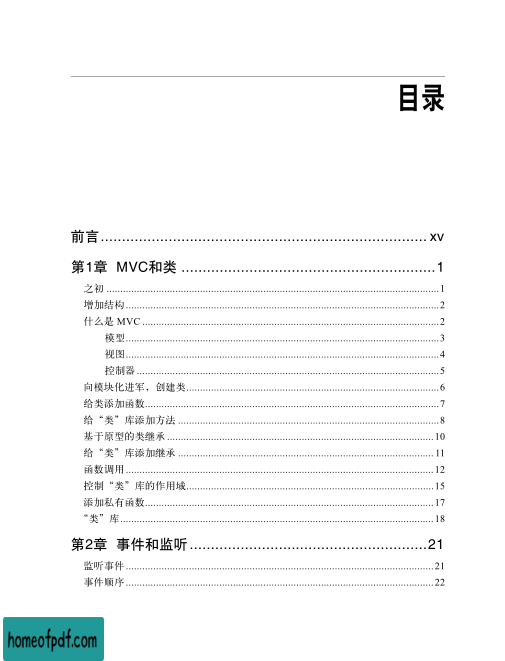 目录
前言.............................................................................xv
第1章 MVC和类............................................................1
之初.............................................................................1
增加结构.............................................................................2
什么是 MVC.............................................................................2
模型.............................................................................3
视图.............................................................................4
控制器.............................................................................5
向模块化进军，创建类.............................................................................6
给类添加函数.............................................................................7
给“类”库添加方法.............................................................................8
基于原型的类继承.............................................................................10
给“类”库添加继承.............................................................................11
函数调用.............................................................................12
控制“类”库的作用域.............................................................................15
添加私有函数.............................................................................17
“类”库.............................................................................18
第2章 事件和监听........................................................21
监听事件.............................................................................21
事件顺序.............................................................................22
homeofpdf.com